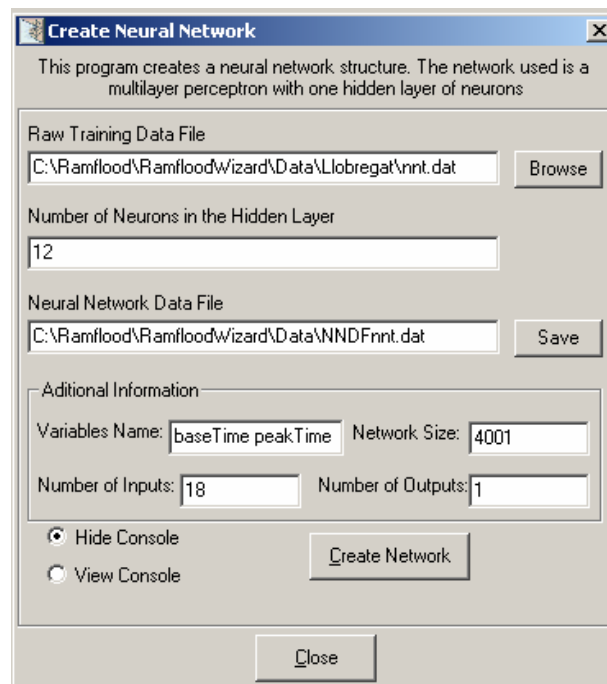 Create Neural Network
This program creates a neural network structure. The network used is a
multilayer perceptron with one hidden layer of neurons
Raw Training Data File
C:\Ramflood\RamfloodWizard\Data\Llobregat\nnt.dat
Browse
Number of Neurons in the Hidden Layer
12
Neural Network Data File
C:\Ramflood\RamfloodWizard\Data\NNDFnnt.dat
Save
Aditional Information
Variables Name: baseTime peakTime Network Size: 4001
Number of Inputs: 18 Number of Outputs: 1
Hide Console
View Console
Create Network
Close